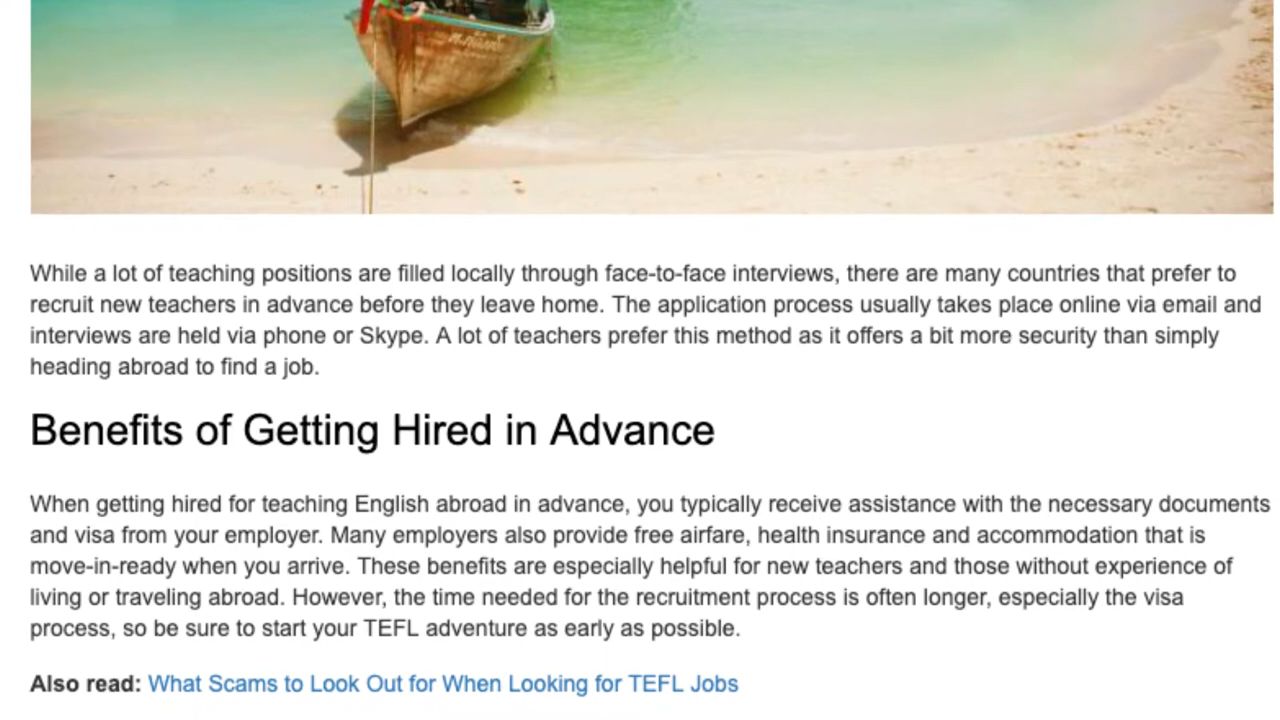 While a lot of teaching positions are filled locally through face-to-face interviews, there are many countries that prefer to
recruit new teachers in advance before they leave home. The application process usually takes place online via email and
interviews are held via phone or Skype. A lot of teachers prefer this method as it offers a bit more security than simply
heading abroad to find a job.
Benefits of Getting Hired in Advance
When getting hired for teaching English abroad in advance, you typically receive assistance with the necessary documents
and visa from your employer. Many employers also provide free airfare, health insurance and accommodation that is
move-in-ready when you arrive. These benefits are especially helpful for new teachers and those without experience of
living or traveling abroad. However, the time needed for the recruitment process is often longer, especially the visa
process, so be sure to start your TEFL adventure as early as possible.
Also read: What Scams to Look Out for When Looking for TEFL Jobs